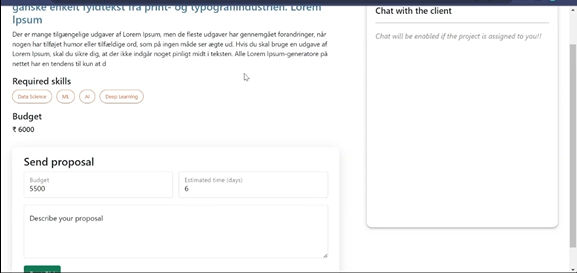 ganske enkelt fyldtekst fra print- og typografiindustrien. Lorem
Ipsum
Der er mange tilgængelige udgaver af Lorem Ipsum, men de fleste udgaver har gennemgået forandringer, når
nogen har tilføjet humor eller tilfældige ord, som på ingen måde ser ægte ud. Hvis du skal bruge en udgave af
Lorem Ipsum, skal du sikre dig, at der ikke indgår noget pinligt midt i teksten. Alle Lorem Ipsum-generatore på
nettet har en tendens til kun at d
Required skills
Data Science
ML
AI
Deep Learning
Budget
₹ 6000
Send proposal
Budget
5500
Estimated time (days)
6
Describe your proposal
Chat with the client
Chat will be enabled if the project is assigned to you!!